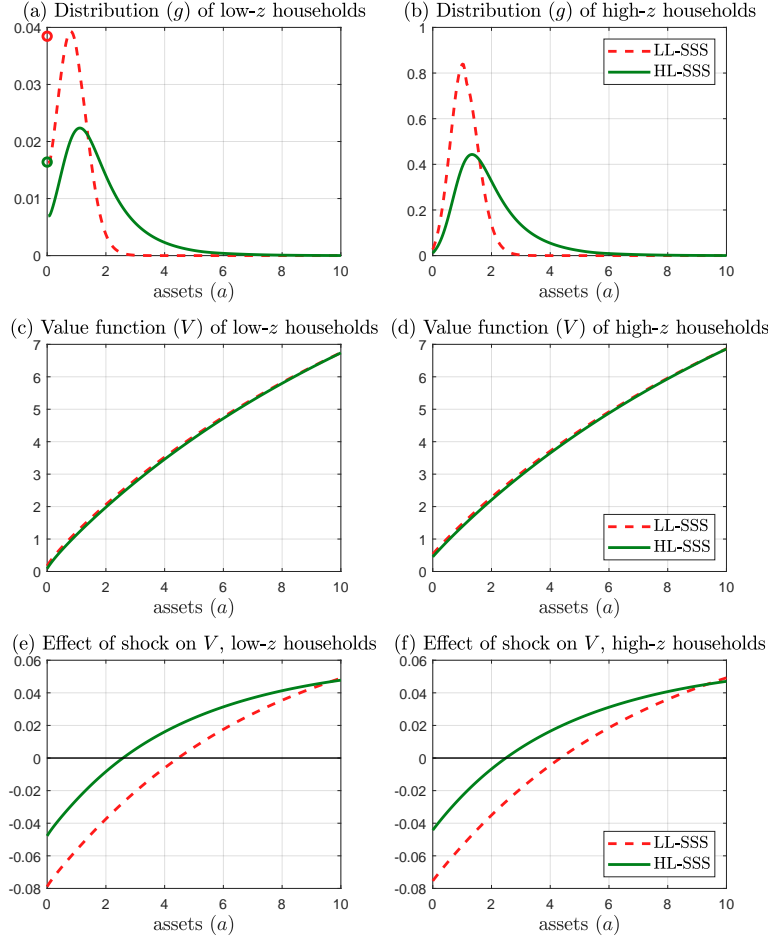 (a) Distribution (g) of low-z households
0.04
0.03
0.02
0.01
0
0 2 4 6 8 10
assets (a)
(b) Distribution (g) of high-z households
1
0.8
0.6
0.4
0.2
0
0 2 4 6 8 10
assets (a)
LL-SSS
HL-SSS
(c) Value function (V) of low-z households
7
6
5
4
3
2
1
0
0 2 4 6 8 10
assets (a)
(d) Value function (V) of high-z households
7
6
5
4
3
2
1
0
0 2 4 6 8 10
assets (a)
LL-SSS
HL-SSS
(e) Effect of shock on V, low-z households
0.06
0.04
0.02
0
-0.02
-0.04
-0.06
-0.08
0 2 4 6 8 10
assets (a)
(f) Effect of shock on V, high-z households
0.06
0.04
0.02
0
-0.02
-0.04
-0.06
-0.08
0 2 4 6 8 10
assets (a)
LL-SSS
HL-SSS